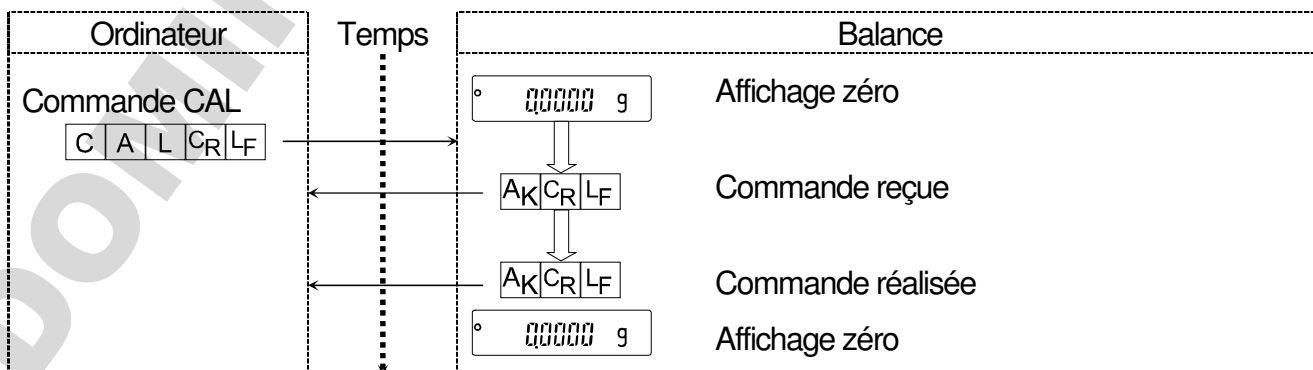 Ordinateur Temps Balance
Commande CAL
0.0000 g Affichage zéro
C A L CR LF
AK CR LF Commande reçue
AK CR LF Commande réalisée
0.0000 g Affichage zéro